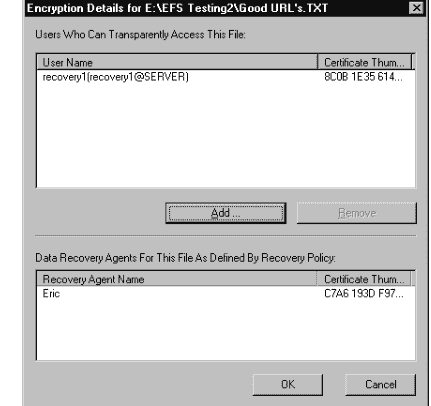 Encryption Details for E:\EFS Testing2\Good URL's.TXT
Users Who Can Transparently Access This File:
User Name Certificate Thum...
recovery1(recovery1@SERVER) 8C0B 1E35 614...
Add ... Remove
Data Recovery Agents For This File As Defined By Recovery Policy:
Recovery Agent Name Certificate Thum...
Eric C7A6 193D F97...
OK Cancel